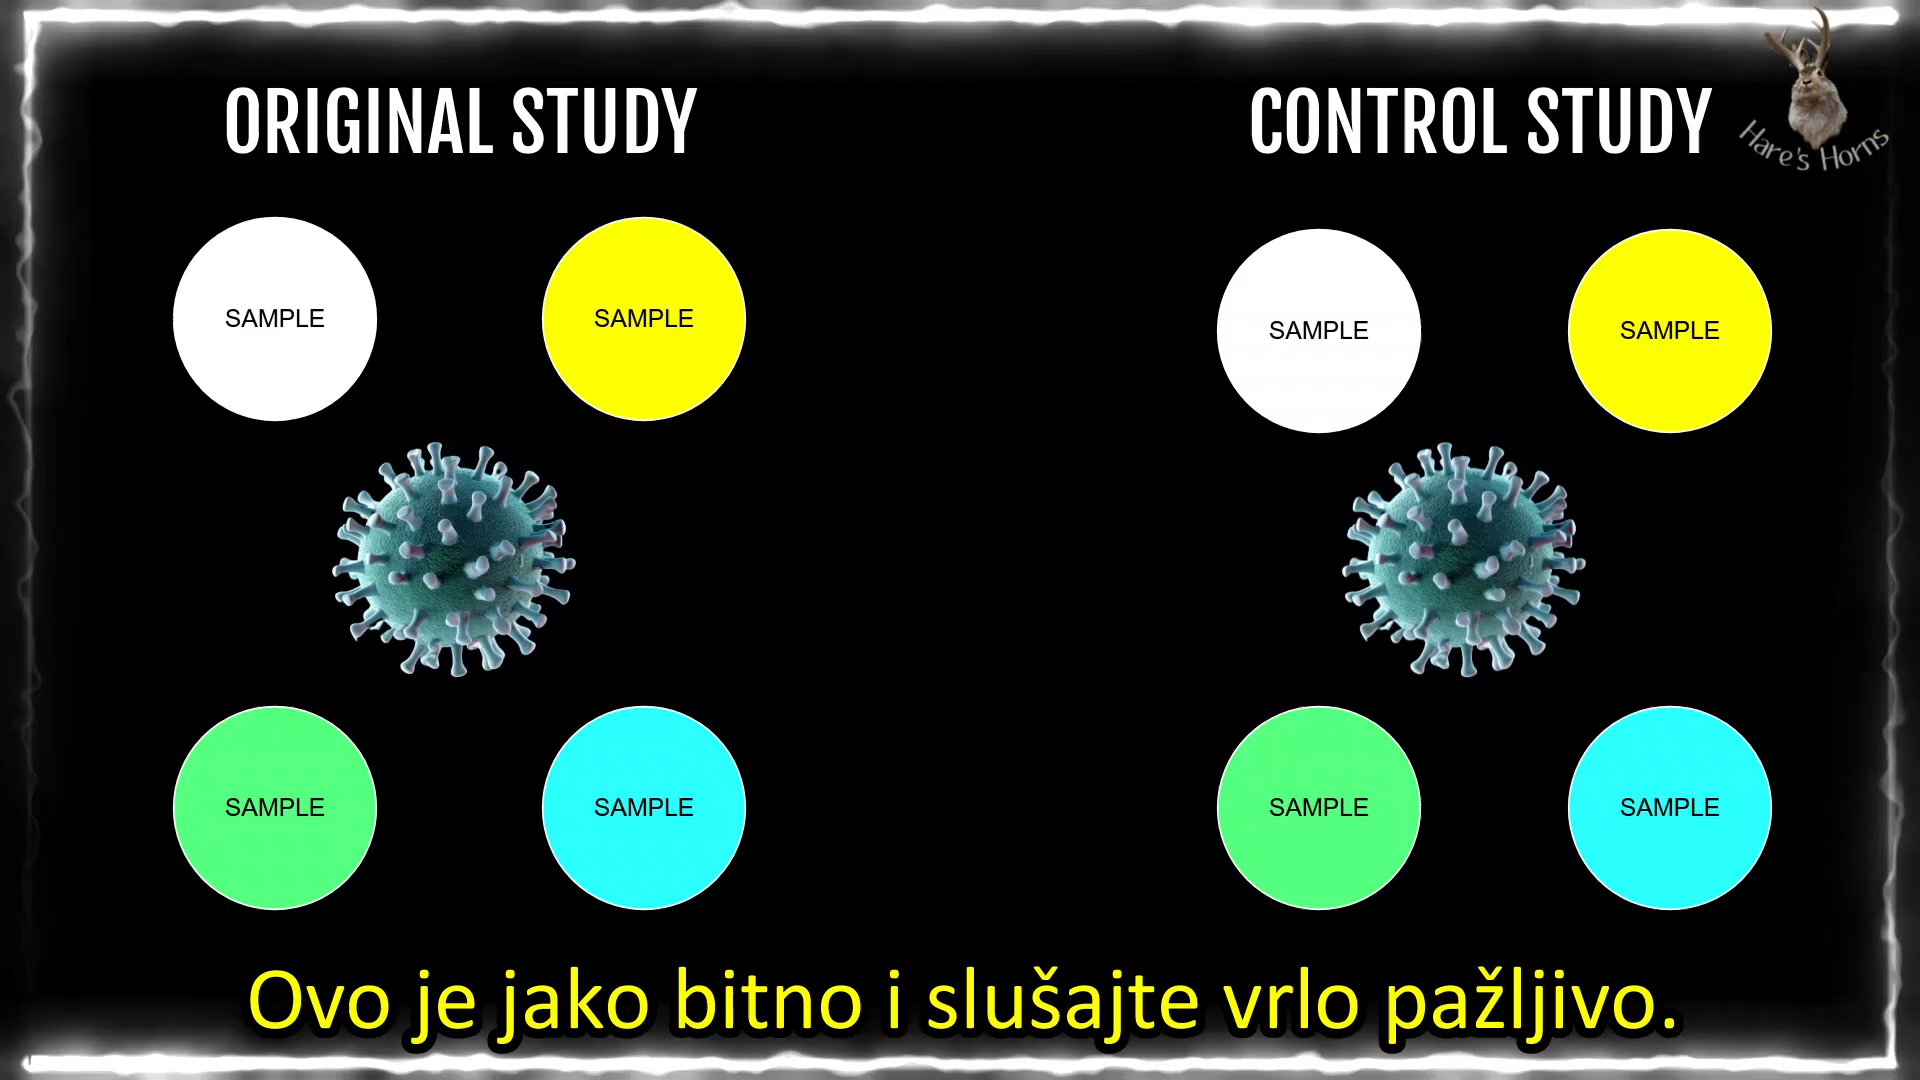 ORIGINAL STUDY
CONTROL STUDY
Hare's Horns
SAMPLE
SAMPLE
SAMPLE
SAMPLE
SAMPLE
SAMPLE
SAMPLE
SAMPLE
Ovo je jako bitno i slušajte vrlo pažljivo.